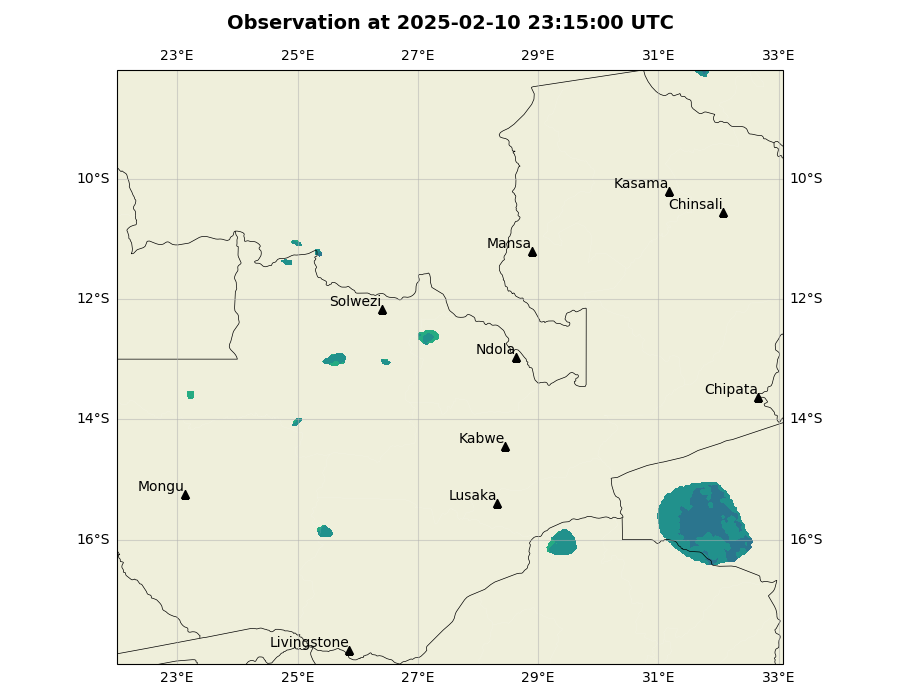 Observation at 2025-02-10 23:15:00 UTC
23°E 25°E 27°E 29°E 31°E 33°E
10°S 10°S
Kasama
Chinsali
Mansa
12°S 12°S
Solwezi
Ndola
Chipata
14°S 14°S
Kabwe
Mongu
Lusaka
16°S 16°S
Livingstone
23°E 25°E 27°E 29°E 31°E 33°E